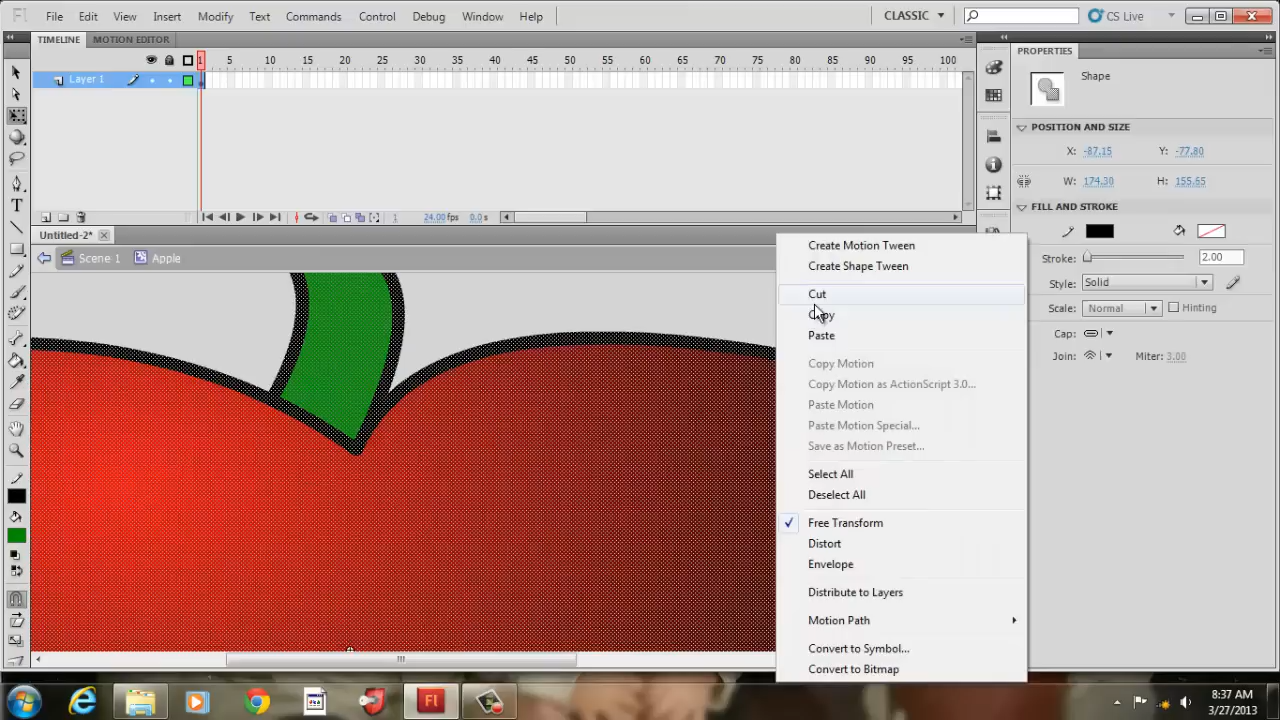 Fl File Edit View Insert Modify Text Commands Control Debug Window Help CLASSIC CS Live
TIMELINE MOTION EDITOR
1 5 10 15 20 25 30 35 40 45 50 55 60 65 70 75 80 85 90 95 100
Layer 1
1 24.00 fps 0.0 s
Untitled-2*
Scene 1 Apple
PROPERTIES
Shape
POSITION AND SIZE
X: -87.15 Y: -77.80
W: 174.30 H: 155.65
FILL AND STROKE
Stroke: 2.00
Style: Solid
Scale: Normal Hinting
Cap:
Join: Miter: 3.00
Create Motion Tween
Create Shape Tween
Cut
Copy
Paste
Copy Motion
Copy Motion as ActionScript 3.0...
Paste Motion
Paste Motion Special...
Save as Motion Preset...
Select All
Deselect All
Free Transform
Distort
Envelope
Distribute to Layers
Motion Path
Convert to Symbol...
Convert to Bitmap
T
Fl
8:37 AM
3/27/2013